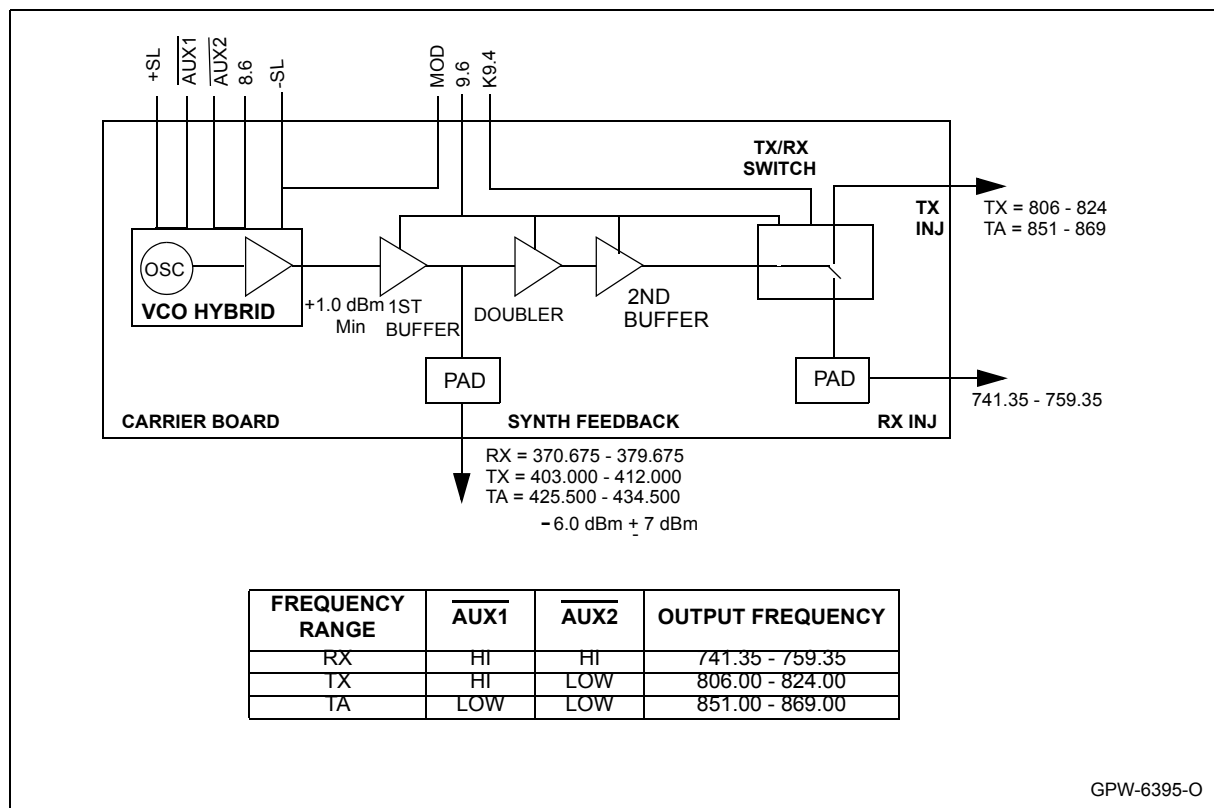 +SL
AUX1
AUX2
8.6
-SL
MOD
9.6
K9.4
TX/RX
SWITCH
TX
INJ
TX = 806 - 824
TA = 851 - 869
OSC
VCO HYBRID
+1.0 dBm
Min
1ST
BUFFER
DOUBLER
2ND
BUFFER
PAD
PAD
741.35 - 759.35
CARRIER BOARD
SYNTH FEEDBACK
RX INJ
RX = 370.675 - 379.675
TX = 403.000 - 412.000
TA = 425.500 - 434.500
- 6.0 dBm ± 7 dBm
FREQUENCY RANGE AUX1 AUX2 OUTPUT FREQUENCY
RX HI HI 741.35 - 759.35
TX HI LOW 806.00 - 824.00
TA LOW LOW 851.00 - 869.00
GPW-6395-O